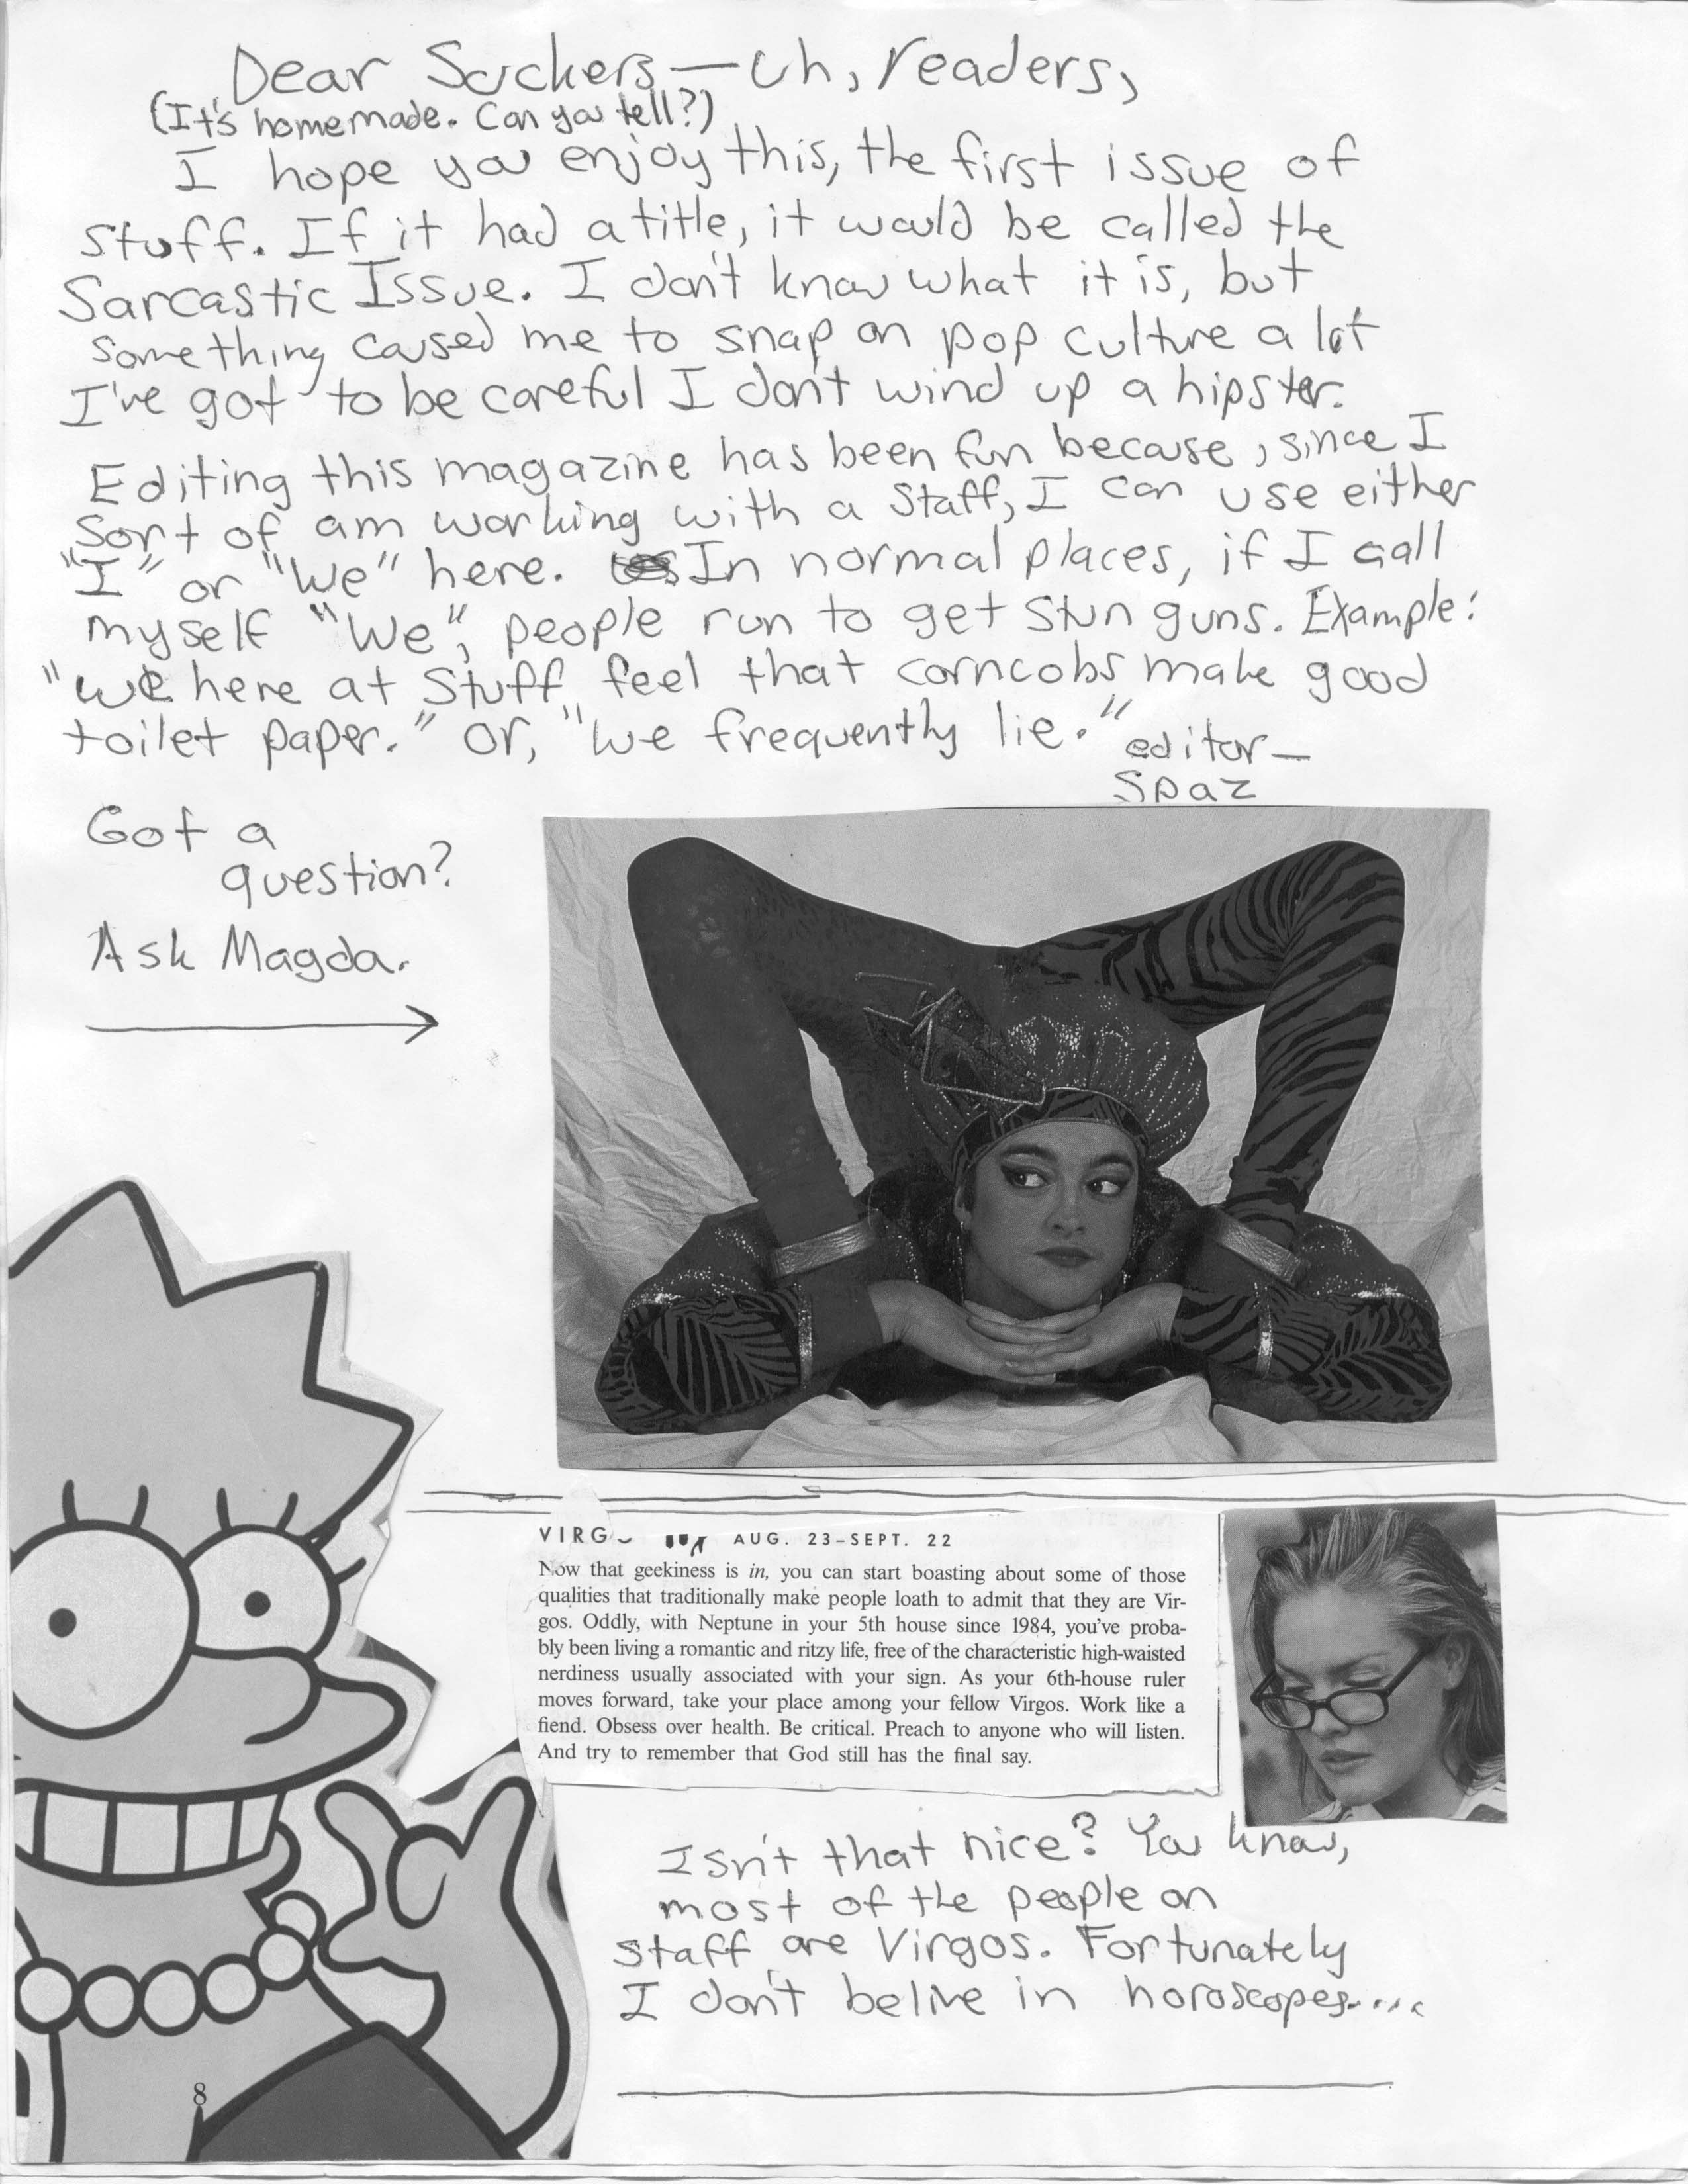 Dear Suckers—uh, readers,
(It's homemade. Can you tell?)
I hope you enjoy this, the first issue of
Stuff. If it had a title, it would be called the
Sarcastic Issue. I don't know what it is, but
Something caused me to snap on pop culture a lot
I've got to be careful I don't wind up a hipster.
Editing this magazine has been fun because, since I
Sort of am working with a Staff, I can use either
"I" or "We" here. In normal places, if I call
myself "We", people run to get stun guns. Example:
"We here at Stuff feel that corncobs make good
toilet paper." Or, "We frequently lie."
editor—
Spaz
Got a
question?
Ask Magda.
VIRGO AUG. 23–SEPT. 22
Now that geekiness is in, you can start boasting about some of those
qualities that traditionally make people loath to admit that they are Vir-
gos. Oddly, with Neptune in your 5th house since 1984, you've proba-
bly been living a romantic and ritzy life, free of the characteristic high-waisted
nerdiness usually associated with your sign. As your 6th-house ruler
moves forward, take your place among your fellow Virgos. Work like a
fiend. Obsess over health. Be critical. Preach to anyone who will listen.
And try to remember that God still has the final say.
Isn't that nice? You know,
most of the people on
staff are Virgos. Fortunately
I don't belive in horoscopes.....
8